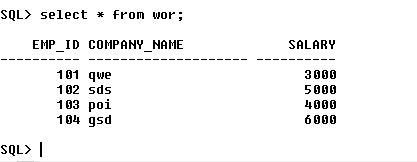 SQL> select * from wor;
EMP_ID COMPANY_NAME SALARY
---------- -------------------- ----------
101 qwe 3000
102 sds 5000
103 poi 4000
104 gsd 6000
SQL>